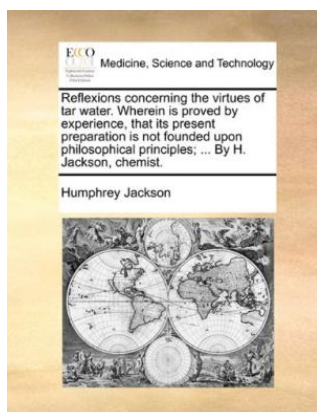 ECCO
Medicine, Science and Technology
Reflexions concerning the virtues of
tar water. Wherein is proved by
experience, that its present
preparation is not founded upon
philosophical principles; ... By H.
Jackson, chemist.
Humphrey Jackson